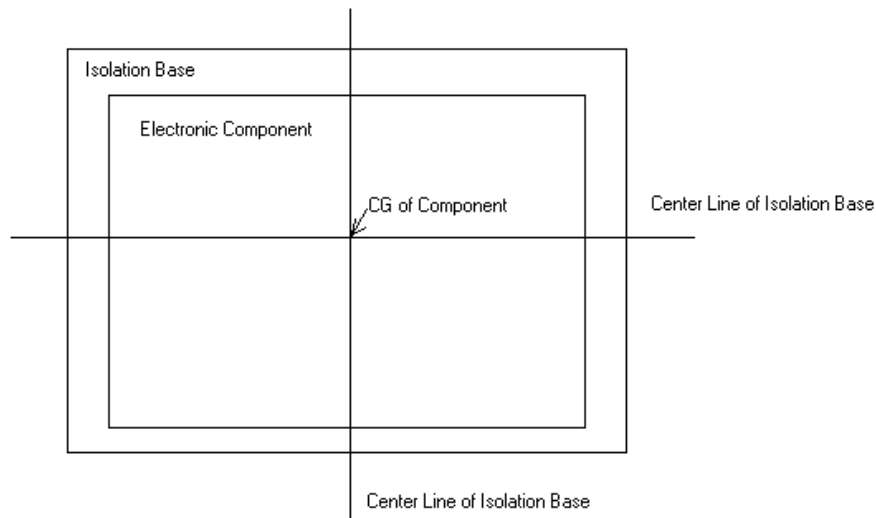 Isolation Base
Electronic Component
CG of Component
Center Line of Isolation Base
Center Line of Isolation Base